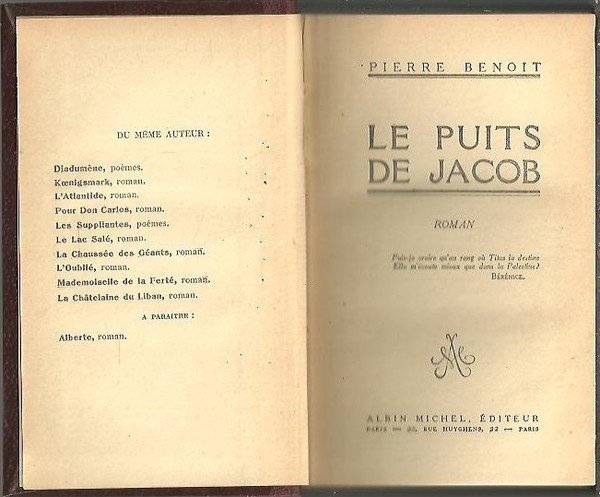 DU MÊME AUTEUR :
Diadumène, poèmes.
Kœnigsmark, roman.
L'Atlantide, roman.
Pour Don Carlos, roman.
Les Suppliantes, poèmes.
Le Lac Salé, roman.
La Chaussée des Géants, roman.
L'Oublié, roman.
Mademoiselle de la Ferté, roman.
La Châtelaine du Liban, roman.
A PARAITRE :
Alberte, roman.
PIERRE BENOIT
LE PUITS
DE JACOB
ROMAN
Puis-je croire qu'au rang où Titus la destine
Elle m'écoute mieux que dans la Palestine ?
BÉRÉNICE.
ALBIN MICHEL, ÉDITEUR
PARIS — 22, RUE HUYGHENS, 22 — PARIS